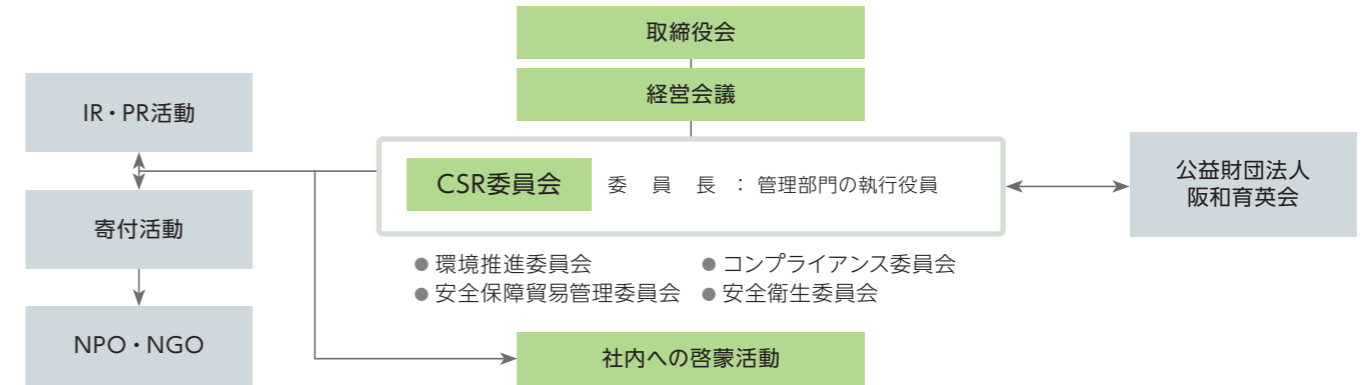 取締役会
経営会議
IR・PR活動
CSR委員会 委員長：管理部門の執行役員
公益財団法人
阪和育英会
寄付活動
● 環境推進委員会 ● コンプライアンス委員会
● 安全保障貿易管理委員会 ● 安全衛生委員会
NPO・NGO
社内への啓蒙活動